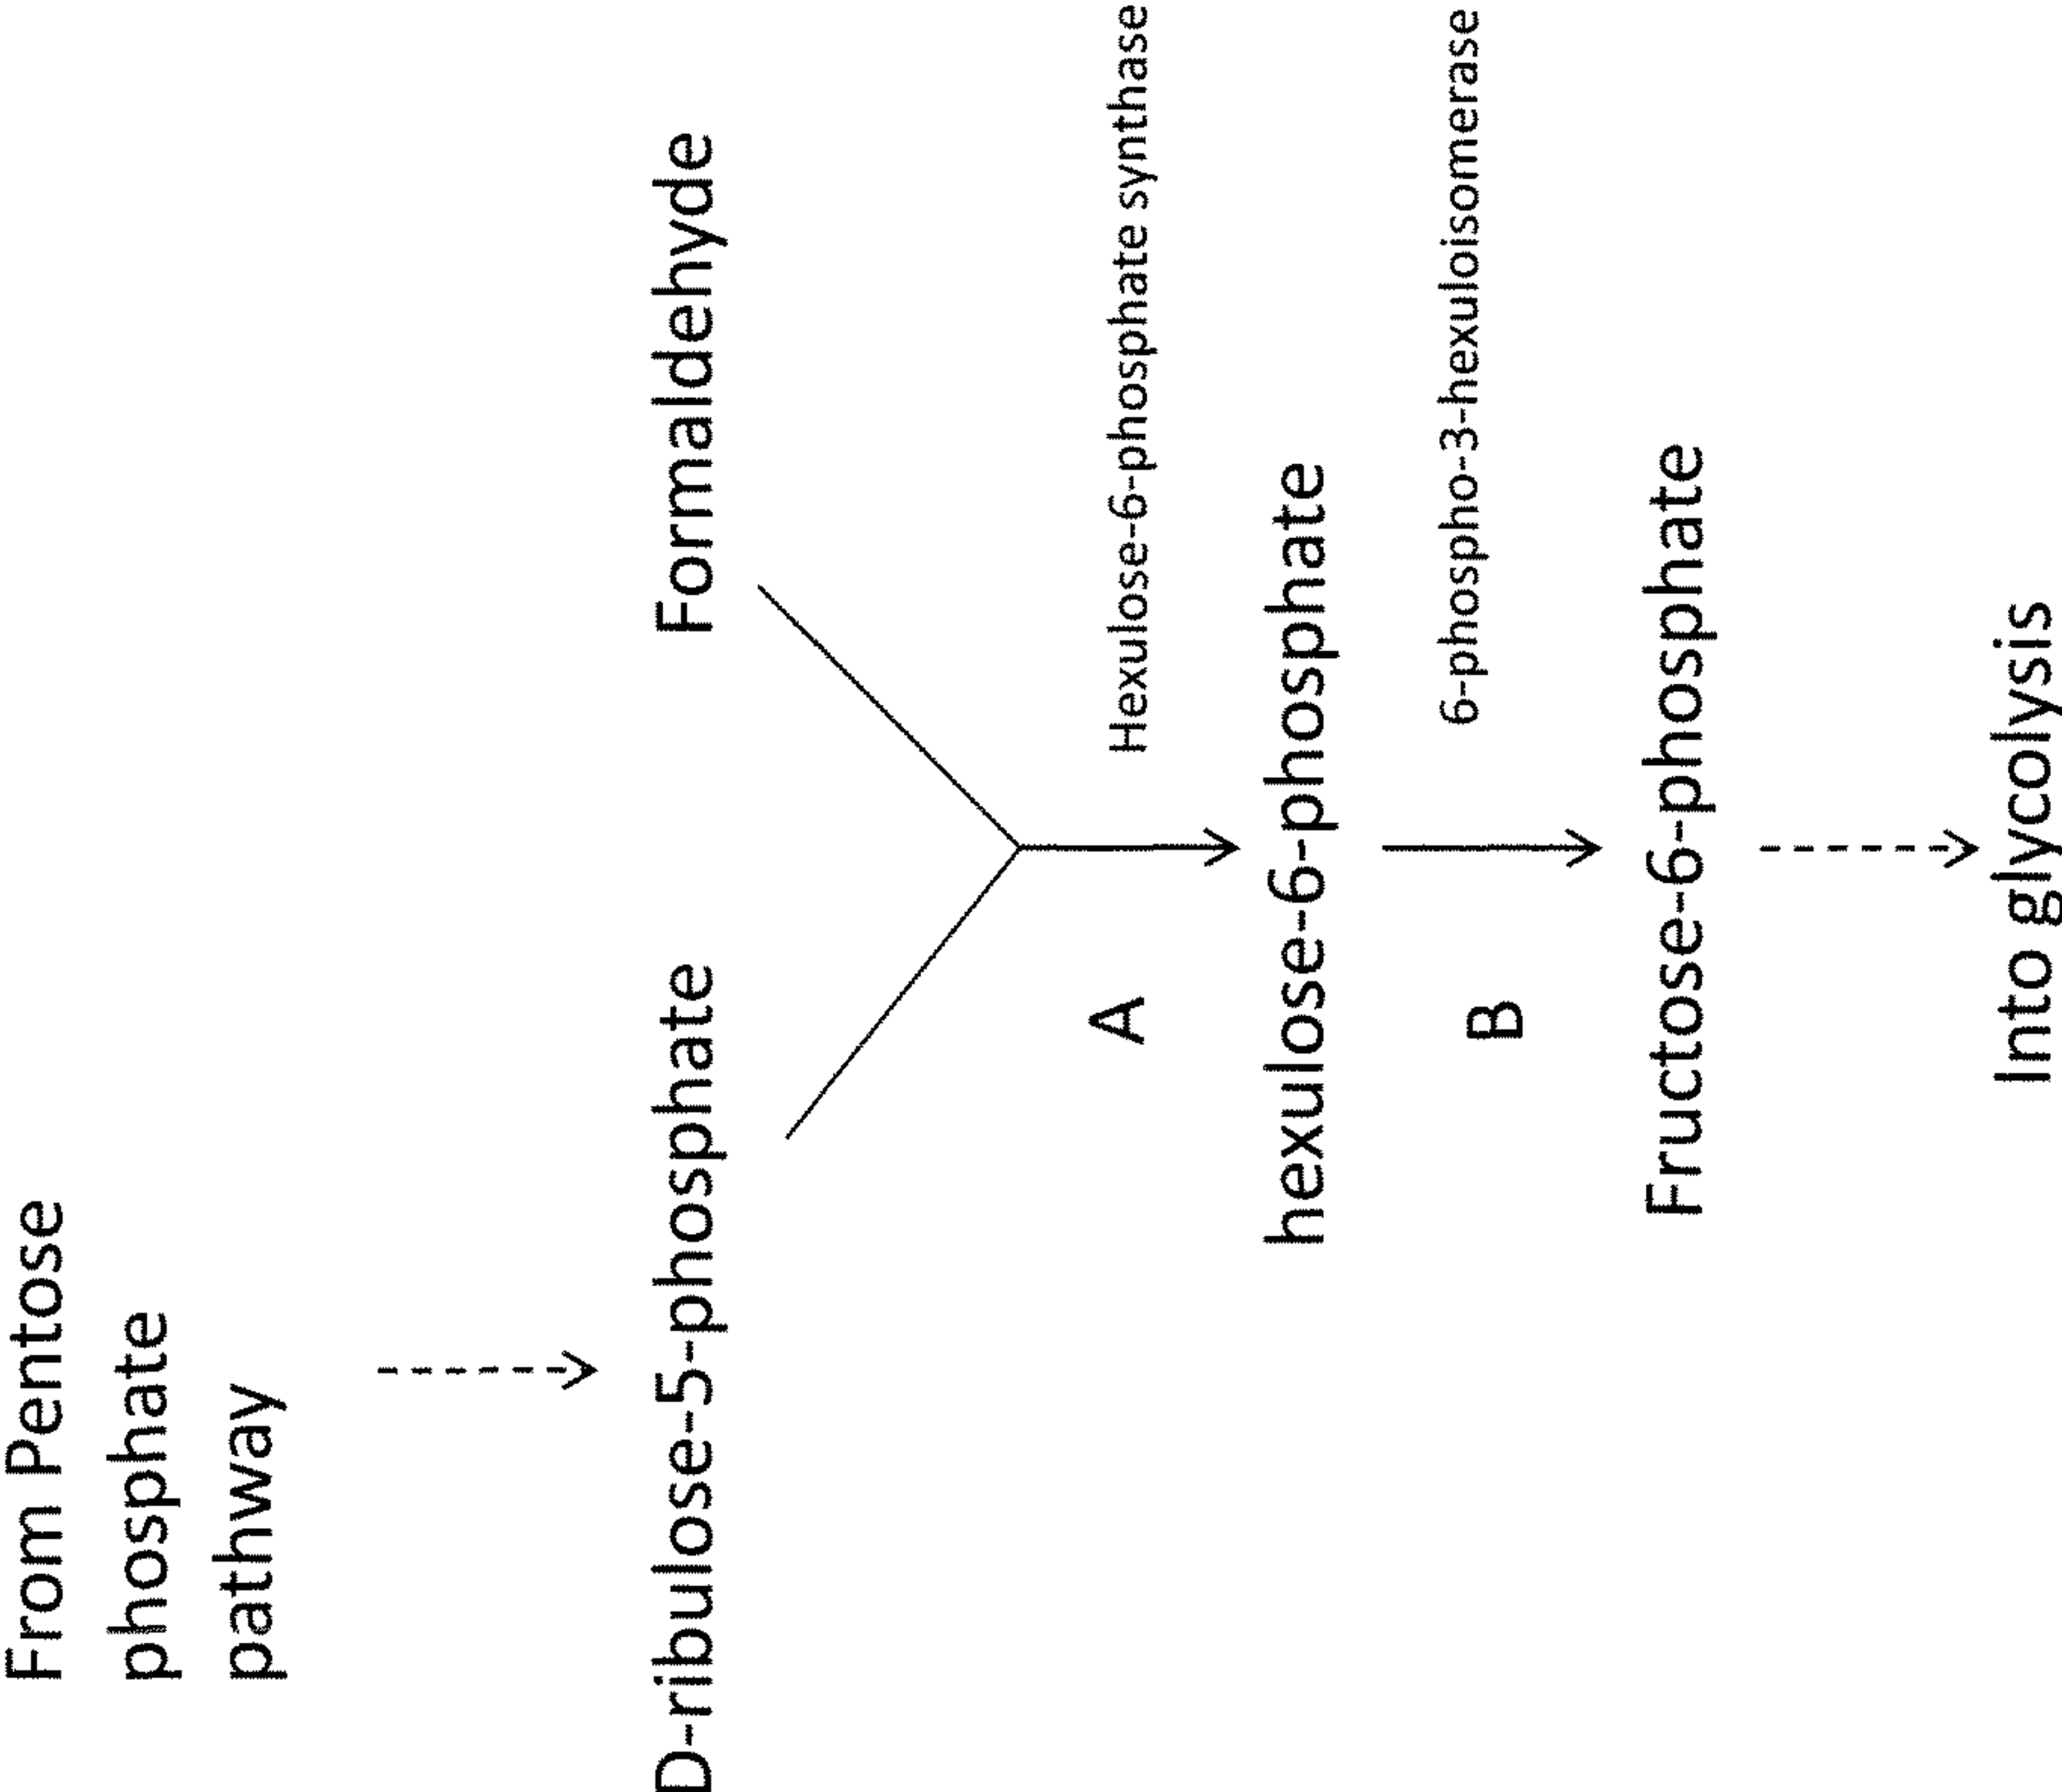 From Pentose
phosphate
pathway
D-ribulose-5-phosphate
Formaldehyde
A
Hexulose-6-phosphate synthase
hexulose-6-phosphate
B
6-phospho-3-hexuloisomerase
Fructose-6-phosphate
Into glycolysis